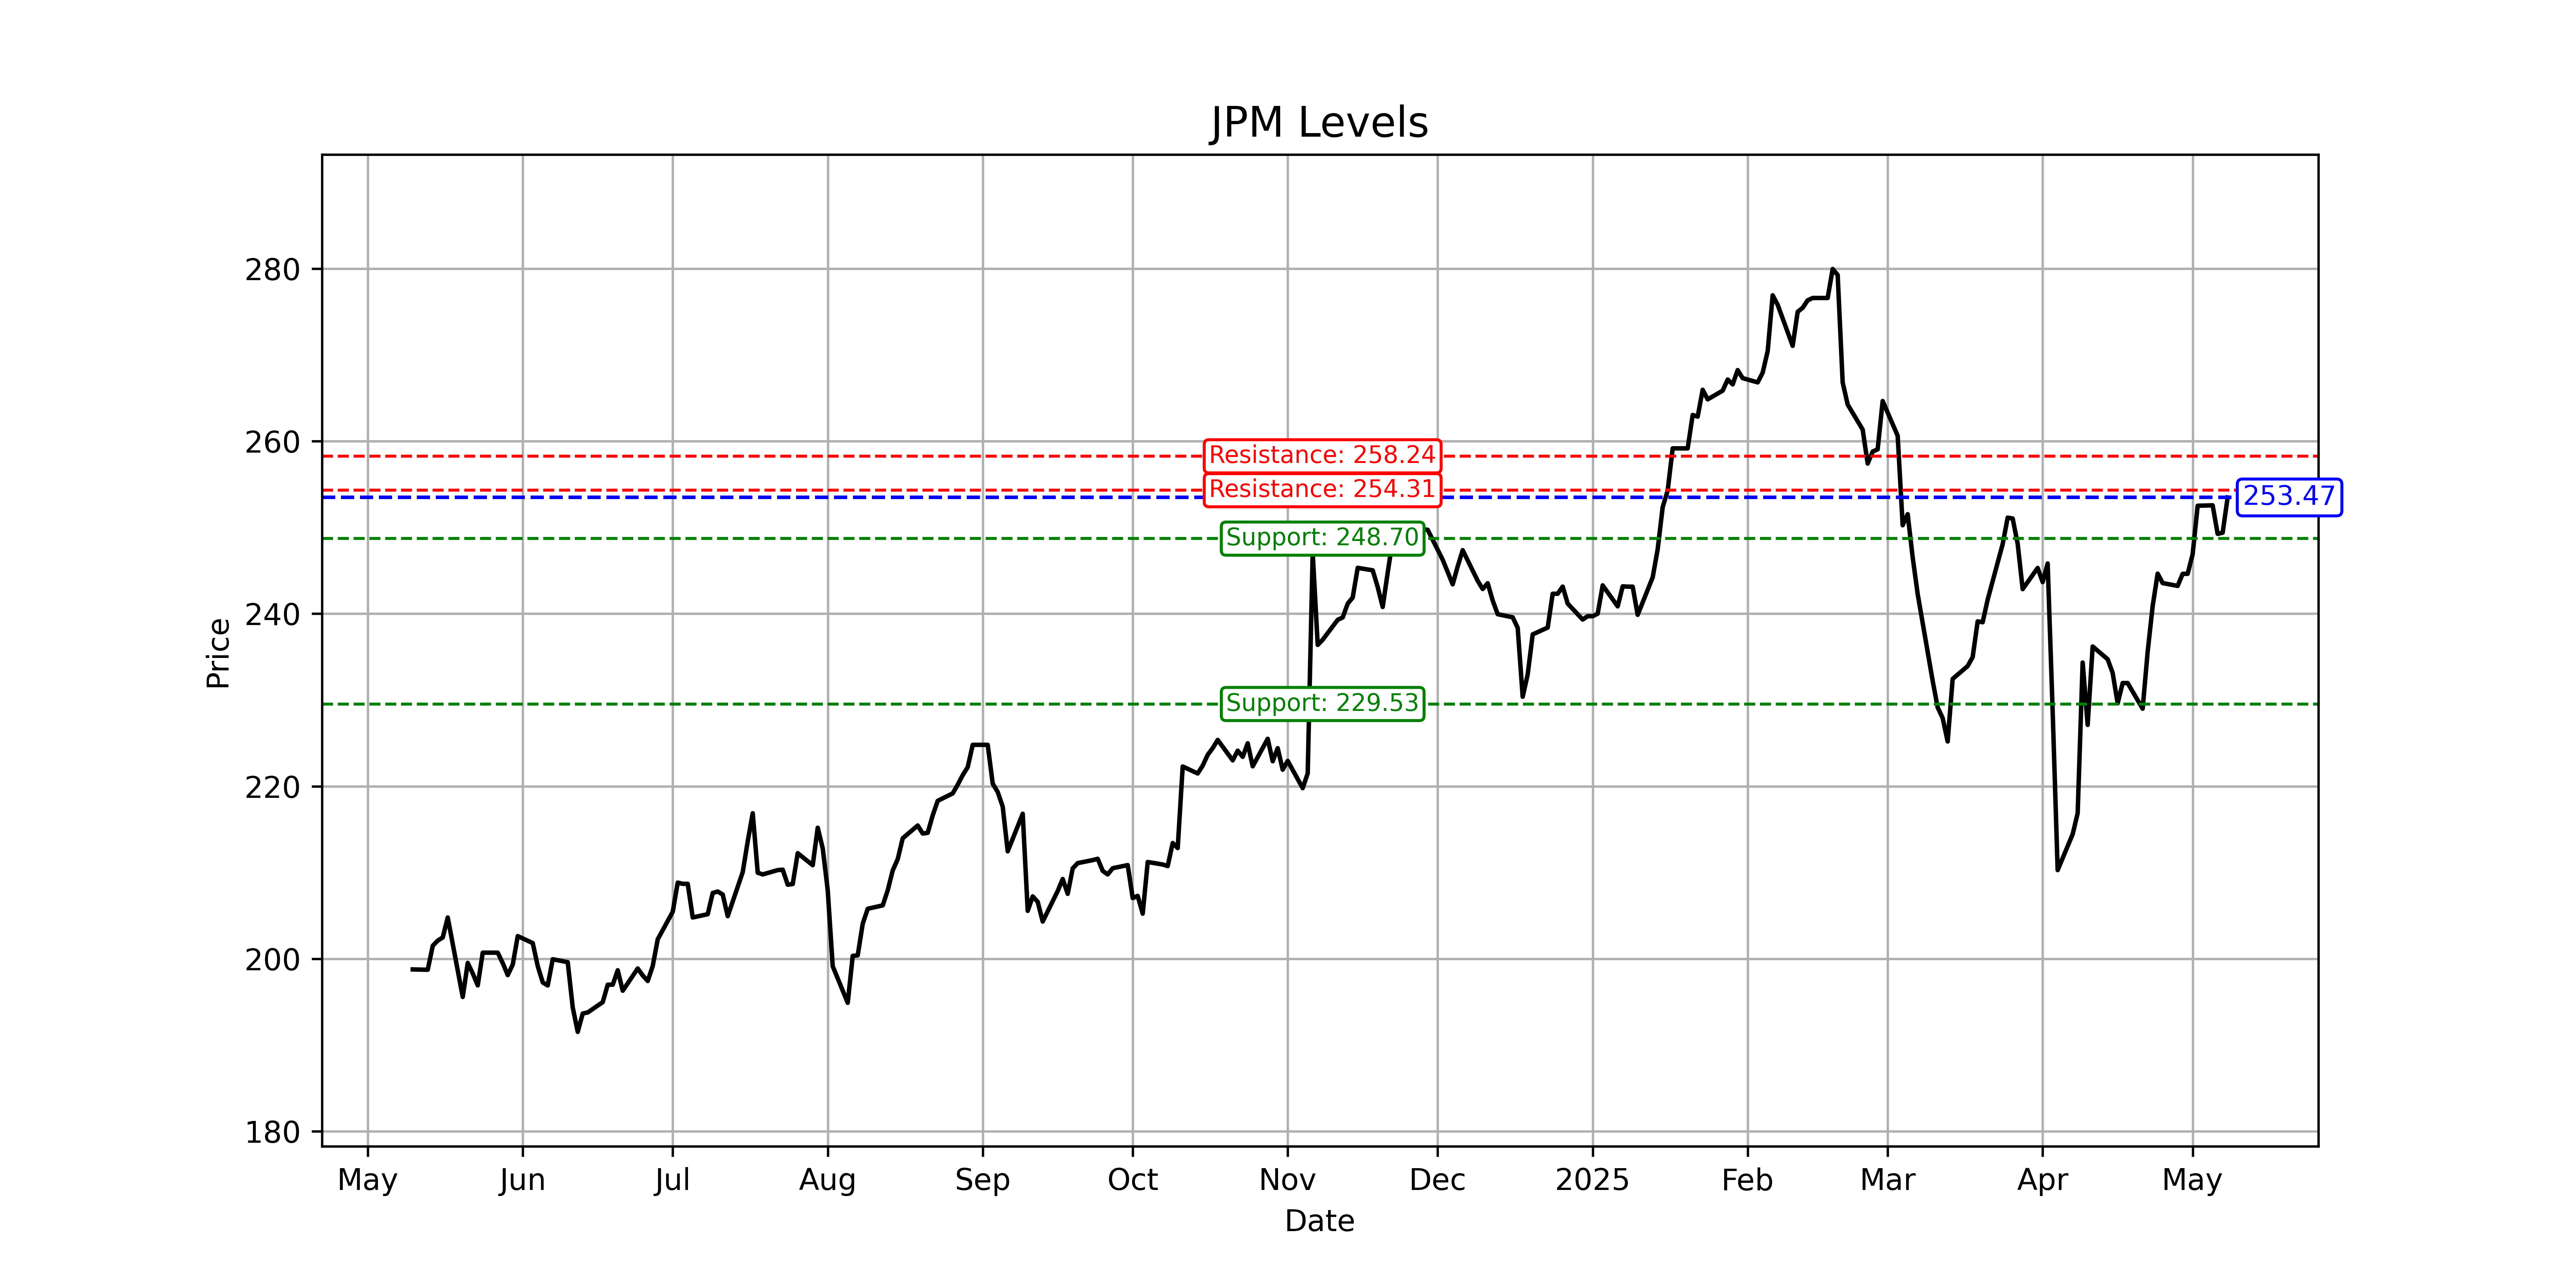 JPM Levels
280
260
240
220
200
180
Price
Resistance: 258.24
Resistance: 254.31
253.47
Support: 248.70
Support: 229.53
May
Jun
Jul
Aug
Sep
Oct
Nov
Dec
2025
Feb
Mar
Apr
May
Date